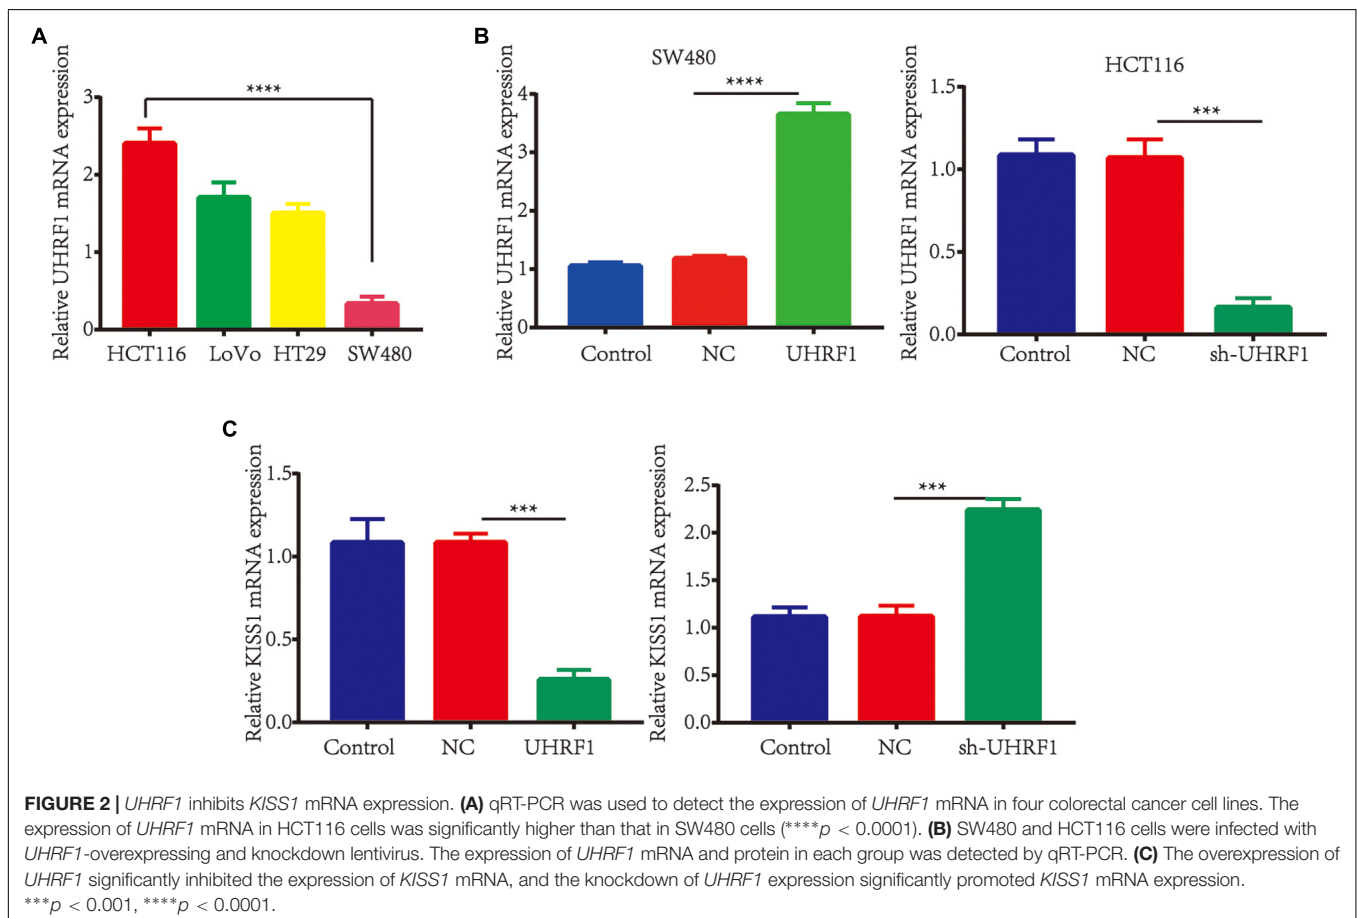 A
Relative UHRF1 mRNA expression
3
2
1
0
****
HCT116 LoVo HT29 SW480
B
SW480
Relative UHRF1 mRNA expression
4
3
2
1
0
****
Control NC UHRF1
HCT116
Relative UHRF1 mRNA expression
1.5
1.0
0.5
0.0
***
Control NC sh-UHRF1
C
Relative KISS1 mRNA expression
1.5
1.0
0.5
0.0
***
Control NC UHRF1
Relative KISS1 mRNA expression
2.5
2.0
1.5
1.0
0.5
0.0
***
Control NC sh-UHRF1
FIGURE 2 | UHRF1 inhibits KISS1 mRNA expression. (A) qRT-PCR was used to detect the expression of UHRF1 mRNA in four colorectal cancer cell lines. The
expression of UHRF1 mRNA in HCT116 cells was significantly higher than that in SW480 cells (****p < 0.0001). (B) SW480 and HCT116 cells were infected with
UHRF1-overexpressing and knockdown lentivirus. The expression of UHRF1 mRNA and protein in each group was detected by qRT-PCR. (C) The overexpression of
UHRF1 significantly inhibited the expression of KISS1 mRNA, and the knockdown of UHRF1 expression significantly promoted KISS1 mRNA expression.
***p < 0.001, ****p < 0.0001.